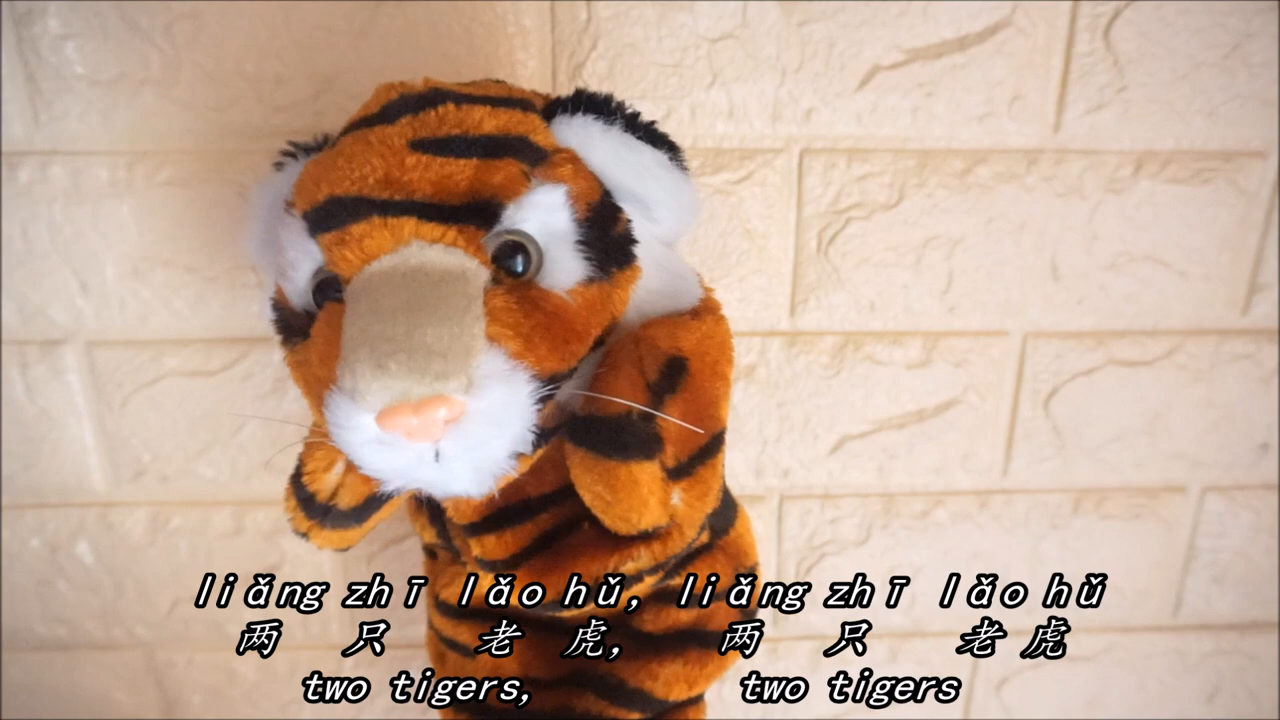 liǎng zhī lǎo hǔ, liǎng zhī lǎo hǔ
两 只 老 虎, 两 只 老 虎
two tigers, two tigers